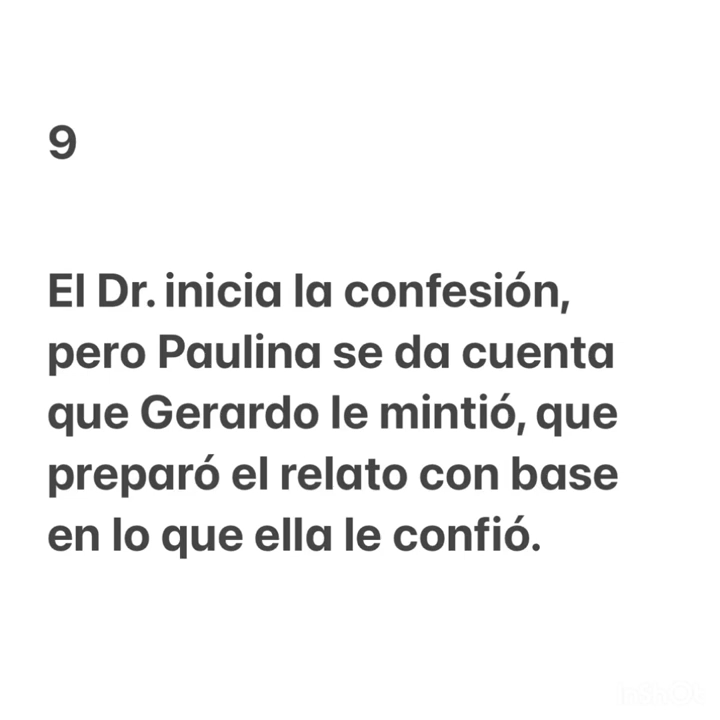 9
El Dr. inicia la confesión,
pero Paulina se da cuenta
que Gerardo le mintió, que
preparó el relato con base
en lo que ella le confió.